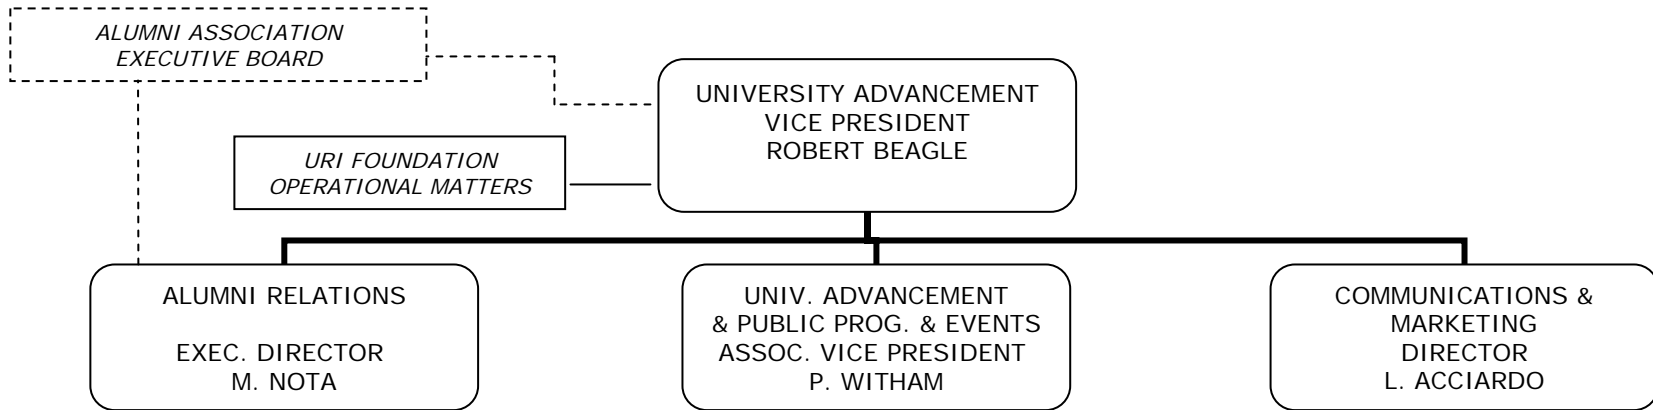 ALUMNI ASSOCIATION
EXECUTIVE BOARD
UNIVERSITY ADVANCEMENT
VICE PRESIDENT
ROBERT BEAGLE
URI FOUNDATION
OPERATIONAL MATTERS
ALUMNI RELATIONS
EXEC. DIRECTOR
M. NOTA
UNIV. ADVANCEMENT
& PUBLIC PROG. & EVENTS
ASSOC. VICE PRESIDENT
P. WITHAM
COMMUNICATIONS &
MARKETING
DIRECTOR
L. ACCIARDO